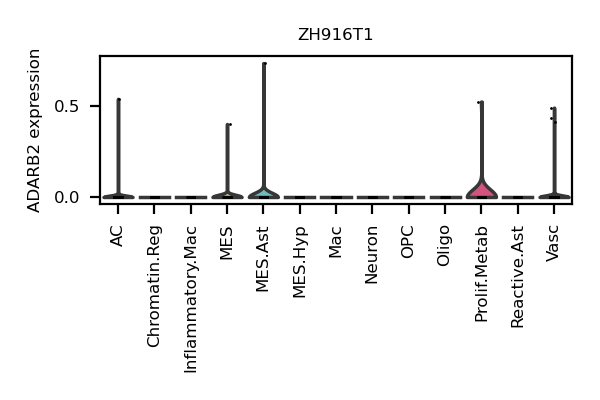 ZH916T1
ADARB2 expression
0.5
0.0
AC
Chromatin.Reg
Inflammatory.Mac
MES
MES.Ast
MES.Hyp
Mac
Neuron
OPC
Oligo
Prolif.Metab
Reactive.Ast
Vasc